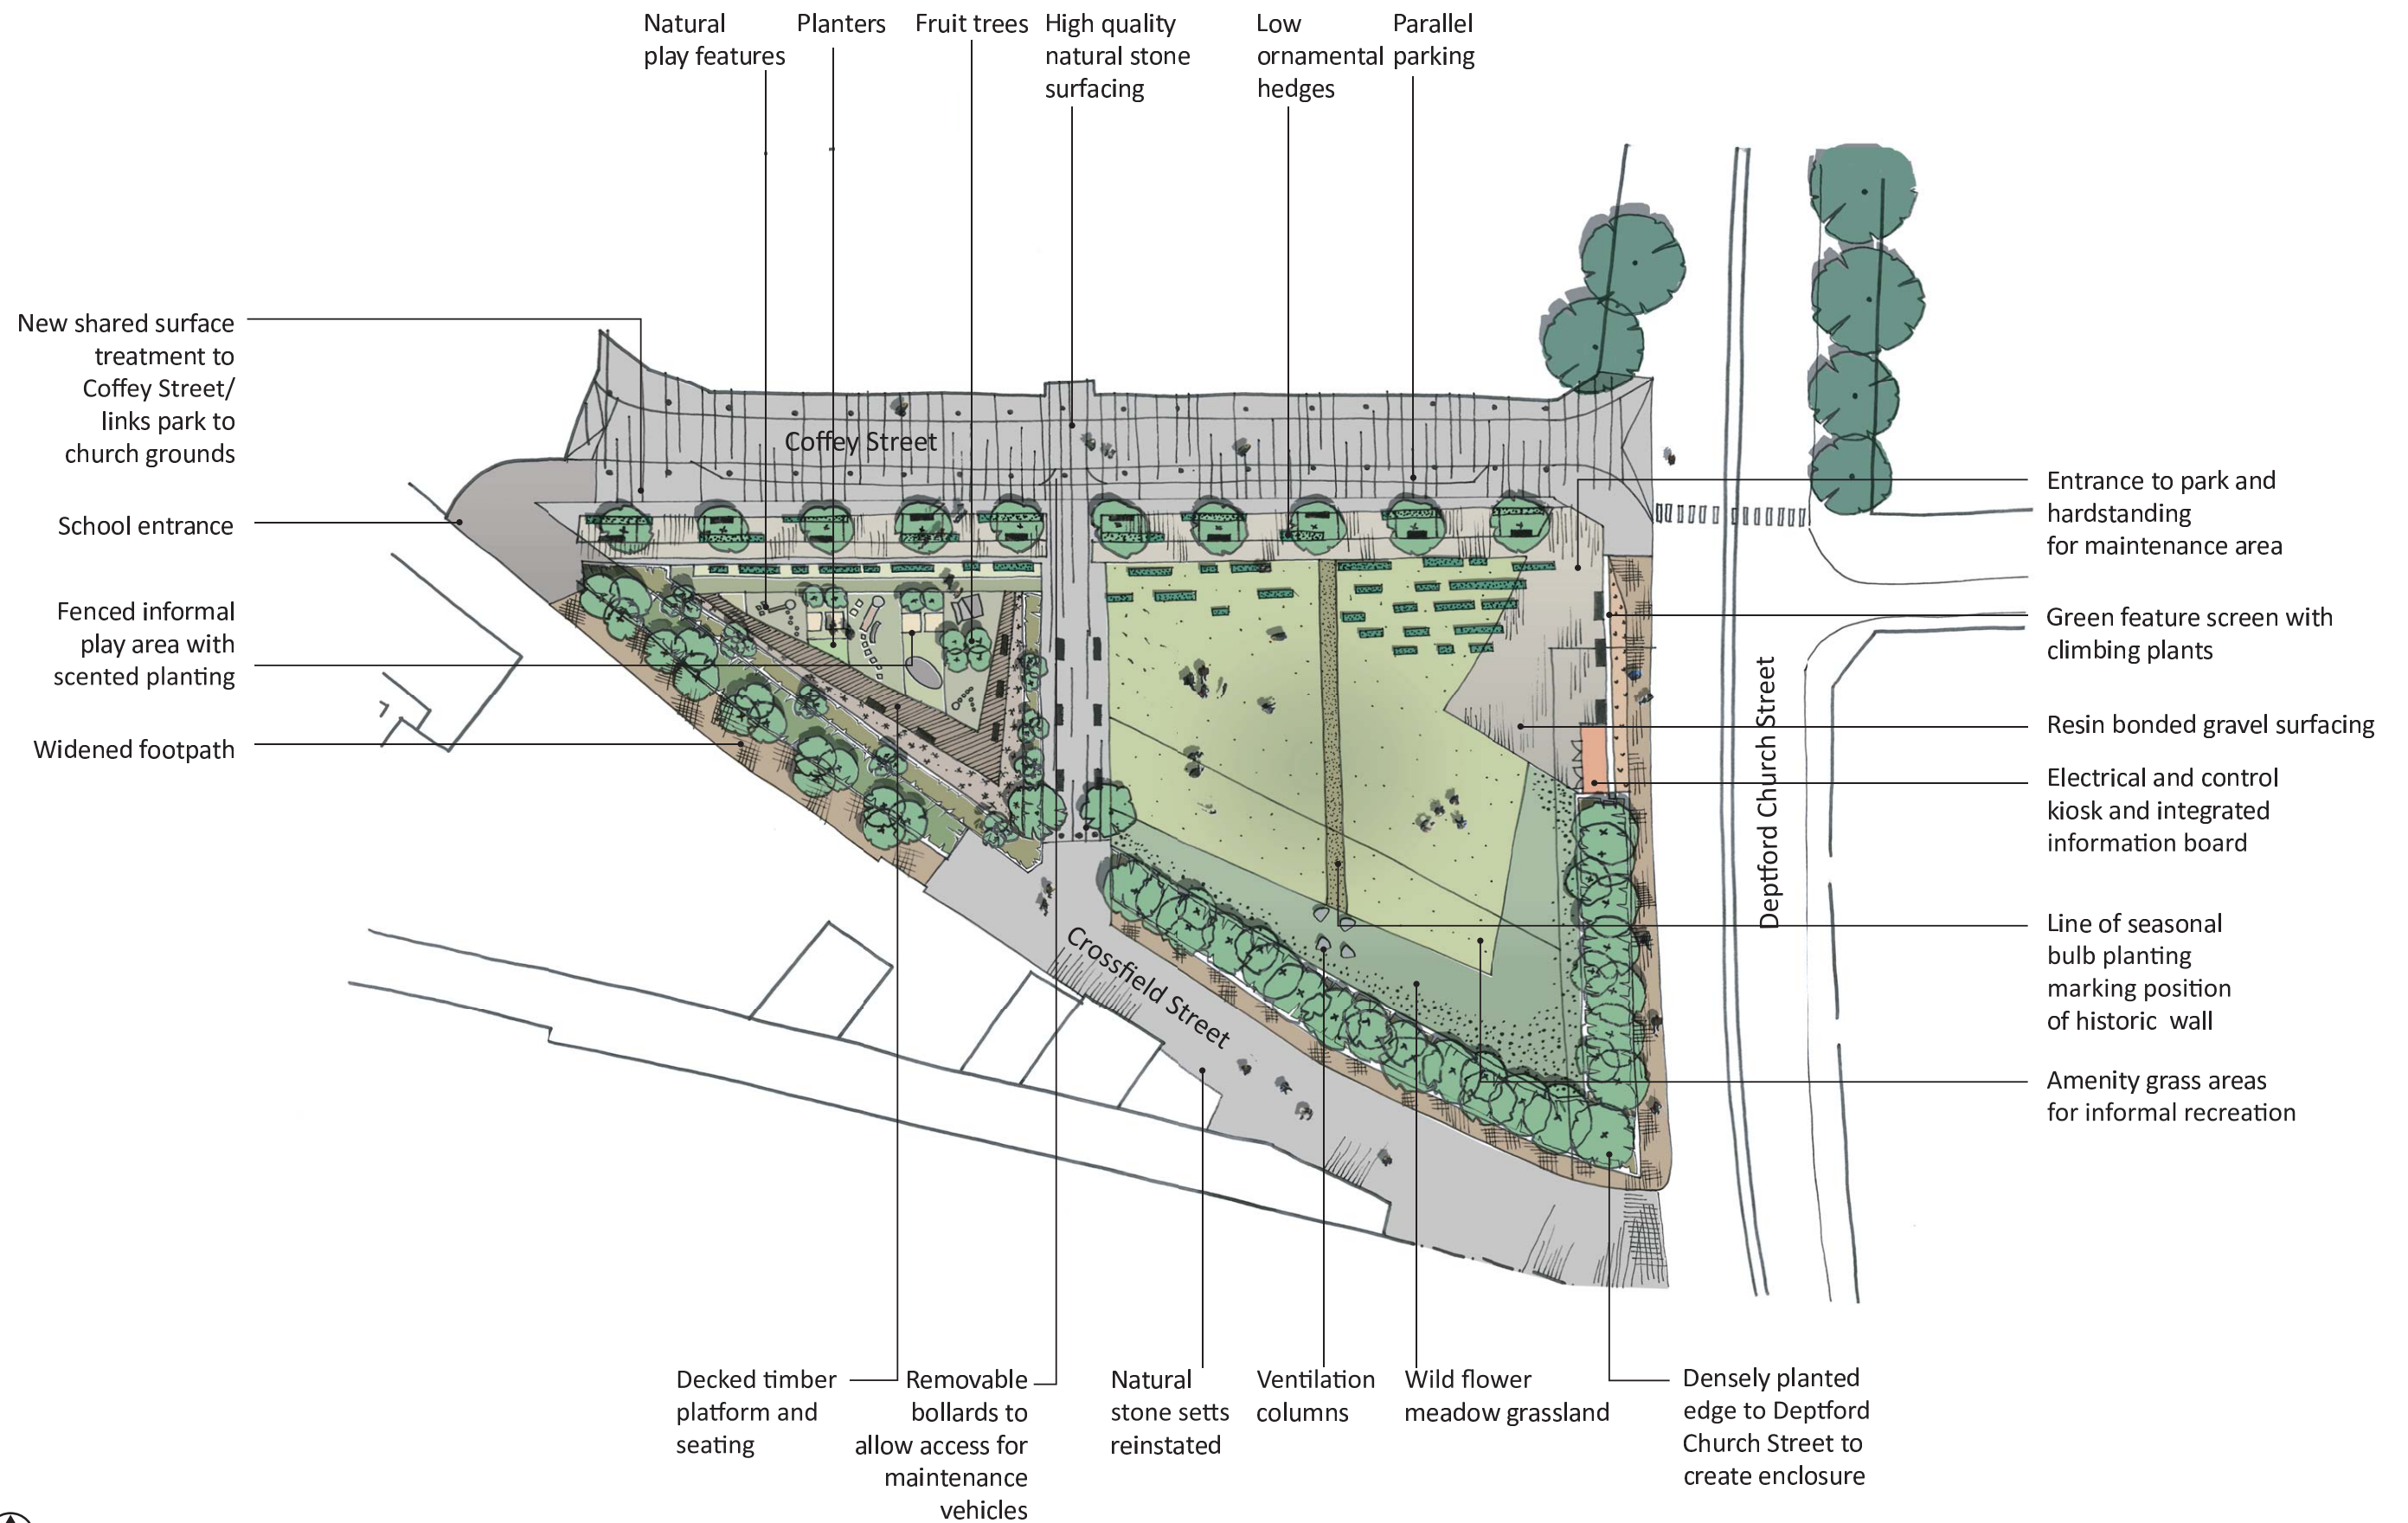 Natural
play features
Planters
Fruit trees
High quality
natural stone
surfacing
Low
ornamental
hedges
Parallel
parking
New shared surface
treatment to
Coffey Street/
links park to
church grounds
School entrance
Fenced informal
play area with
scented planting
Widened footpath
Coffey Street
Crossfield Street
Deptford Church Street
Entrance to park and
hardstanding
for maintenance area
Green feature screen with
climbing plants
Resin bonded gravel surfacing
Electrical and control
kiosk and integrated
information board
Line of seasonal
bulb planting
marking position
of historic wall
Amenity grass areas
for informal recreation
Decked timber
platform and
seating
Removable
bollards to
allow access for
maintenance
vehicles
Natural
stone setts
reinstated
Ventilation
columns
Wild flower
meadow grassland
Densely planted
edge to Deptford
Church Street to
create enclosure